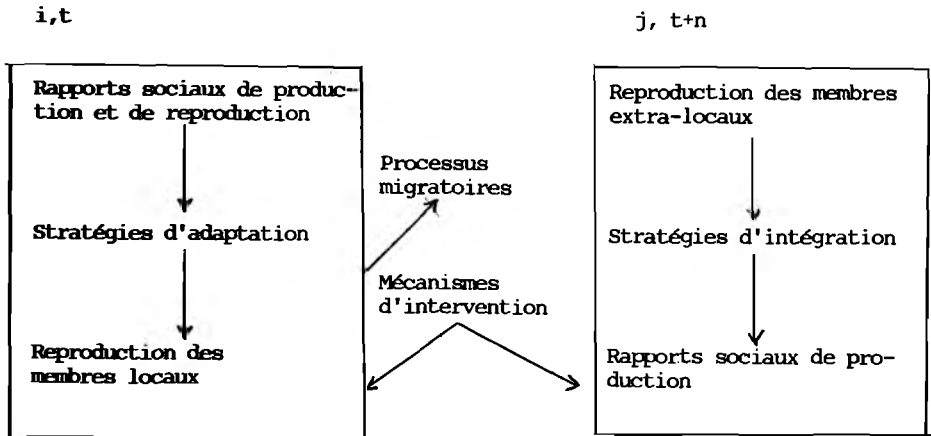 i,t
j, t+n
Rapports sociaux de produc-
tion et de reproduction
Stratégies d'adaptation
Reproduction des
membres locaux
Processus
migratoires
Mécanismes
d'intervention
Reproduction des membres
extra-locaux
Stratégies d'intégration
Rapports sociaux de pro-
duction